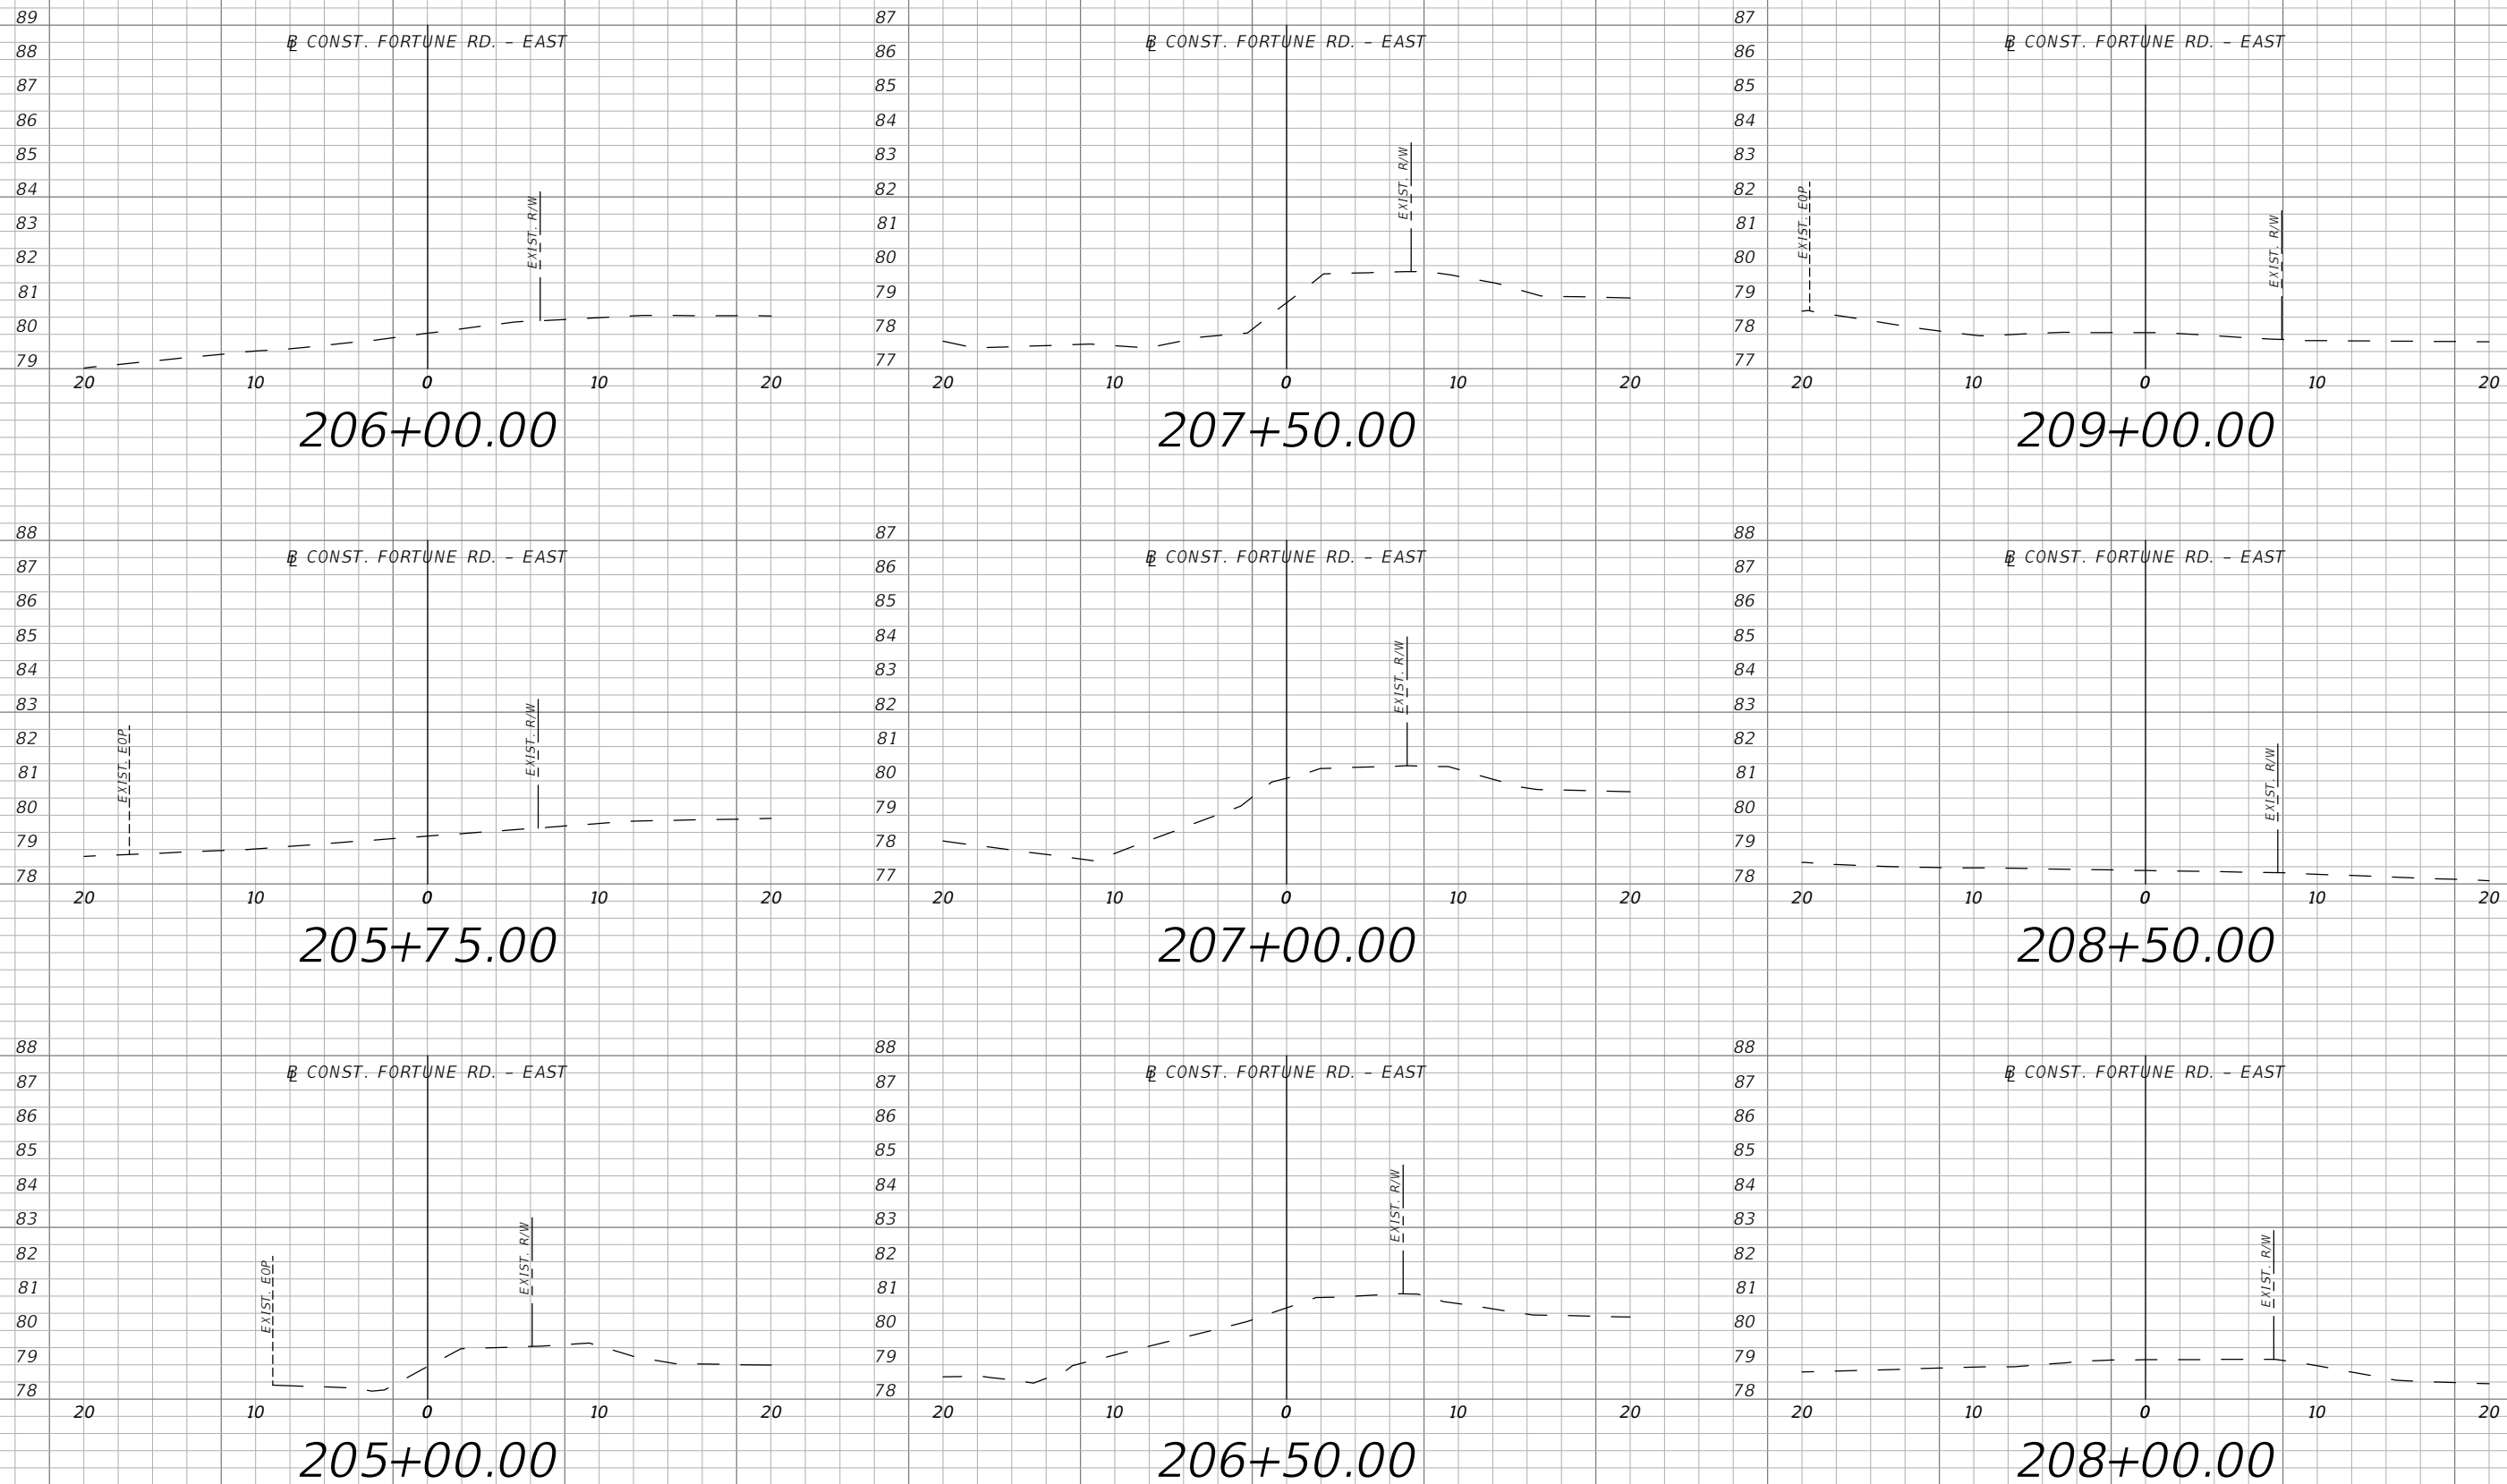 89 87 87
℄ CONST. FORTUNE RD. – EAST ℄ CONST. FORTUNE RD. – EAST ℄ CONST. FORTUNE RD. – EAST
88 86 86
87 85 85
86 84 84
85 83 83
84 82 82
83 81 81
82 80 80
81 79 79
80 78 78
79 77 77
EXIST. R/W
EXIST. R/W
EXIST. EOP
EXIST. R/W
20 10 0 10 20 20 10 0 10 20 20 10 0 10 20
206+00.00 207+50.00 209+00.00
88 87 88
℄ CONST. FORTUNE RD. – EAST ℄ CONST. FORTUNE RD. – EAST ℄ CONST. FORTUNE RD. – EAST
87 86 87
86 85 86
85 84 85
84 83 84
83 82 83
82 81 82
81 80 81
80 79 80
79 78 79
78 77 78
EXIST. EOP
EXIST. R/W
EXIST. R/W
EXIST. R/W
20 10 0 10 20 20 10 0 10 20 20 10 0 10 20
205+75.00 207+00.00 208+50.00
88 88 88
℄ CONST. FORTUNE RD. – EAST ℄ CONST. FORTUNE RD. – EAST ℄ CONST. FORTUNE RD. – EAST
87 87 87
86 86 86
85 85 85
84 84 84
83 83 83
82 82 82
81 81 81
80 80 80
79 79 79
78 78 78
EXIST. EOP
EXIST. R/W
EXIST. R/W
EXIST. R/W
20 10 0 10 20 20 10 0 10 20 20 10 0 10 20
205+00.00 206+50.00 208+00.00